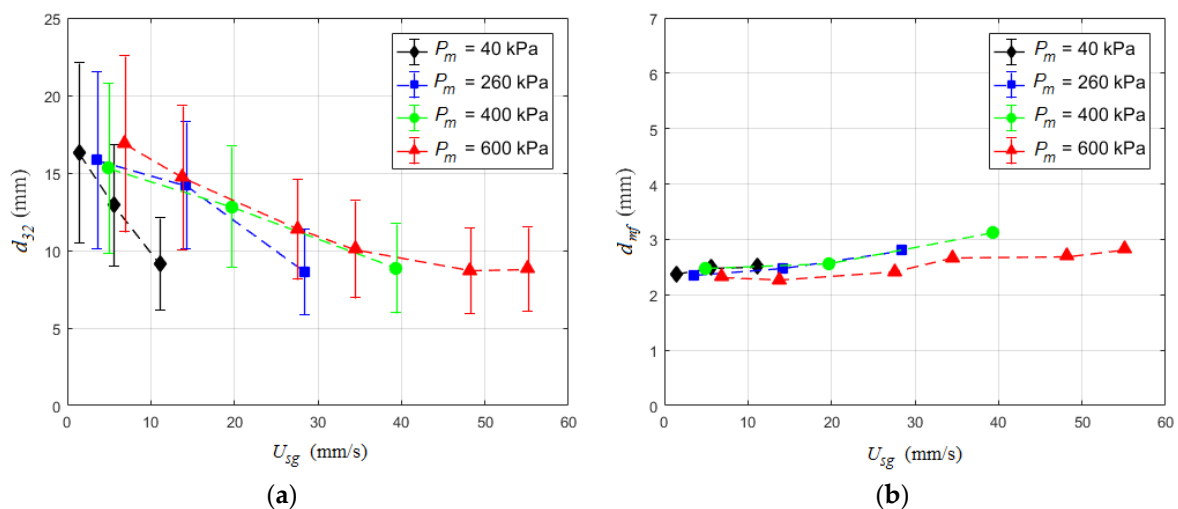 25
20
15
10
5
0
d32 (mm)
0 10 20 30 40 50 60
Usg (mm/s)
Pm = 40 kPa
Pm = 260 kPa
Pm = 400 kPa
Pm = 600 kPa
(a)
7
6
5
4
3
2
1
0
dmf (mm)
0 10 20 30 40 50 60
Usg (mm/s)
Pm = 40 kPa
Pm = 260 kPa
Pm = 400 kPa
Pm = 600 kPa
(b)